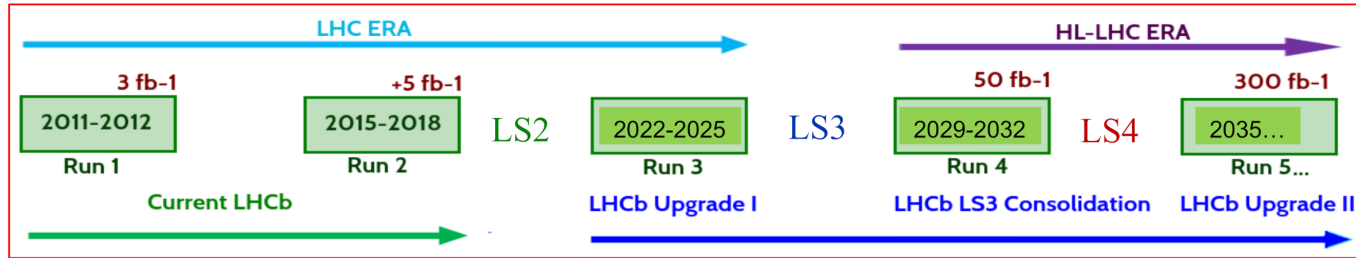 LHC ERA
HL-LHC ERA
3 fb-1
+5 fb-1
50 fb-1
300 fb-1
2011-2012
2015-2018
LS2
2022-2025
LS3
2029-2032
LS4
2035...
Run 1
Run 2
Run 3
Run 4
Run 5...
Current LHCb
LHCb Upgrade I
LHCb LS3 Consolidation
LHCb Upgrade II